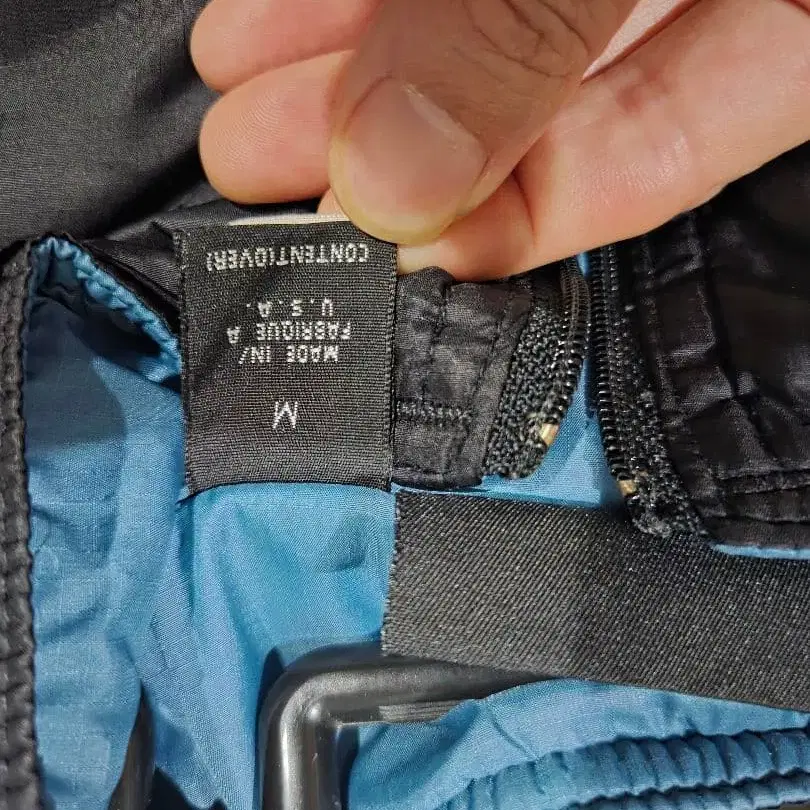 M
MADE IN/
FABRIQUE A
U.S.A.
CONTENT(OVER)